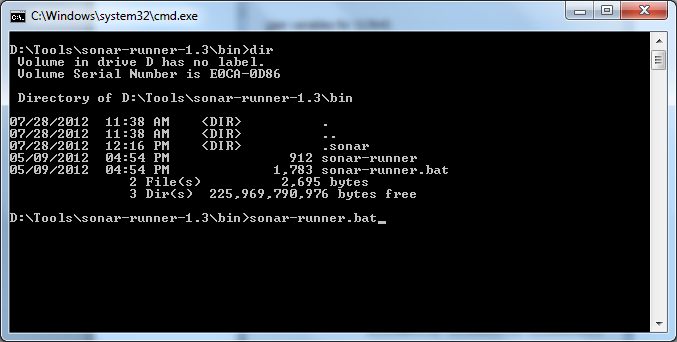 C:\Windows\system32\cmd.exe
D:\Tools\sonar-runner-1.3\bin>dir
Volume in drive D has no label.
Volume Serial Number is E0CA-0D86
Directory of D:\Tools\sonar-runner-1.3\bin
07/28/2012 11:38 AM <DIR> .
07/28/2012 11:38 AM <DIR> ..
07/28/2012 12:16 PM <DIR> .sonar
05/09/2012 04:54 PM 912 sonar-runner
05/09/2012 04:54 PM 1,783 sonar-runner.bat
2 File(s) 2,695 bytes
3 Dir(s) 225,969,790,976 bytes free
D:\Tools\sonar-runner-1.3\bin>sonar-runner.bat_